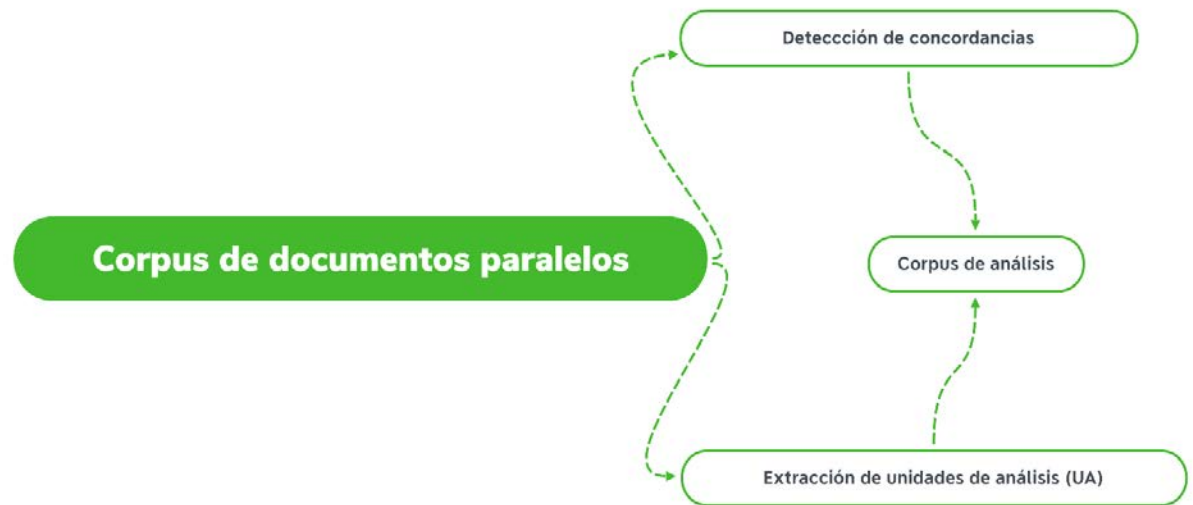 Deteccción de concordancias
Corpus de documentos paralelos
Corpus de análisis
Extracción de unidades de análisis (UA)